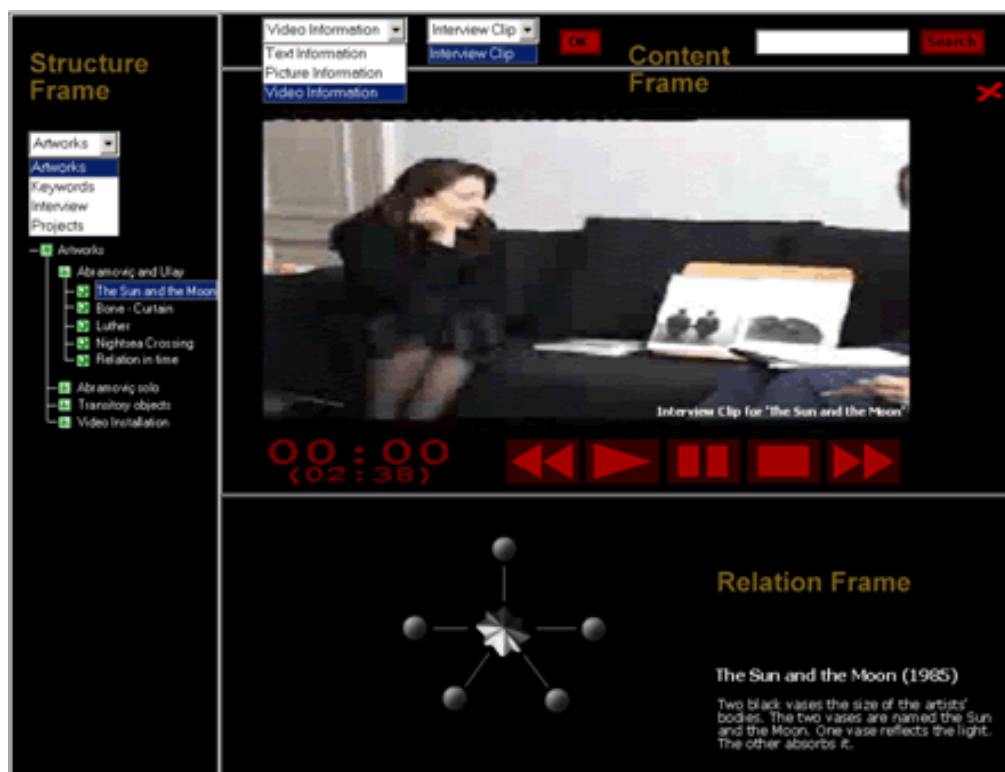 Structure
Frame
Artworks
Artworks
Keywords
Interview
Projects
Artworks
Abramoviç and Ulay
The Sun and the Moon
Bone - Curtain
Luther
Nightsea Crossing
Relation in time
Abramoviç solo
Transitory objects
Video Installation
Video Information
Text Information
Picture Information
Video Information
Interview Clip
Interview Clip
OK
Content
Frame
Search
Interview Clip for 'The Sun and the Moon'
00:00
(02:38)
Relation Frame
The Sun and the Moon (1985)
Two black vases the size of the artists'
bodies. The two vases are named the Sun
and the Moon. One vase reflects the light.
The other absorbs it.